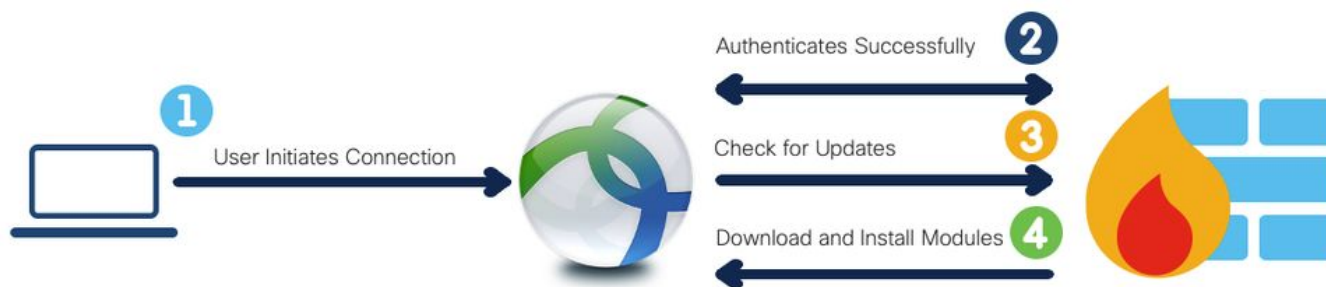 1
User Initiates Connection
Authenticates Successfully 2
Check for Updates 3
Download and Install Modules 4